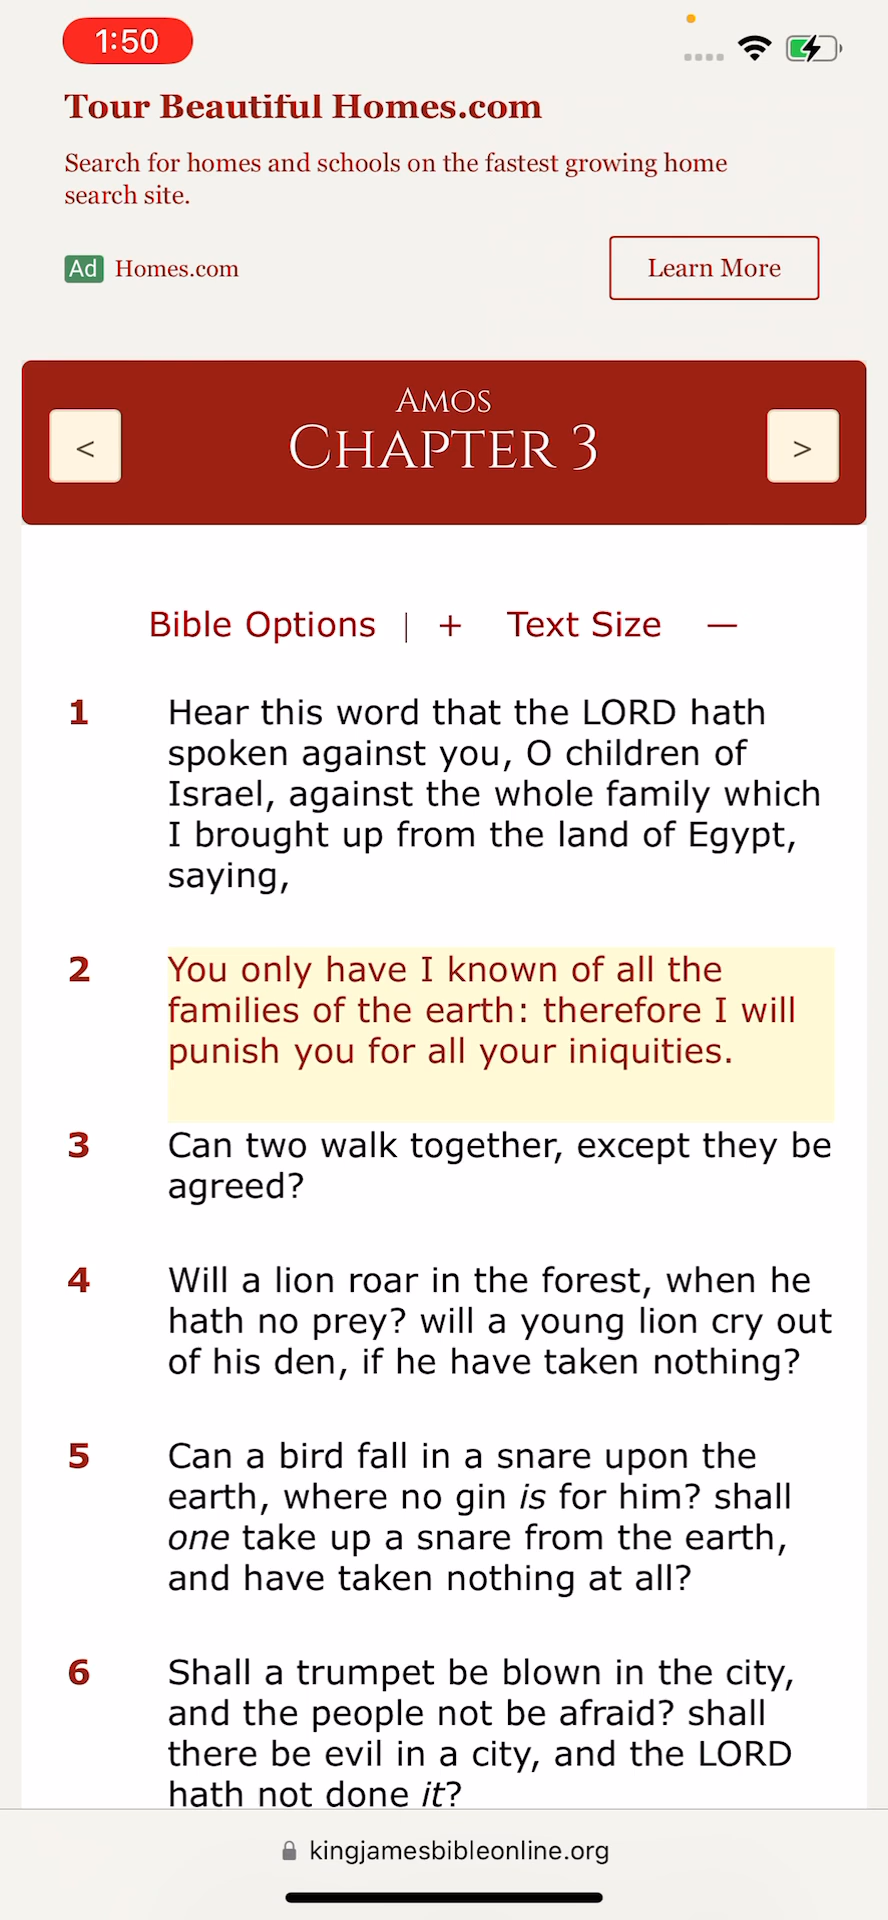 1:50
Tour Beautiful Homes.com
Search for homes and schools on the fastest growing home
search site.
Ad Homes.com
Learn More
Amos
<
Chapter 3
>
Bible Options | + Text Size —
1 Hear this word that the LORD hath
spoken against you, O children of
Israel, against the whole family which
I brought up from the land of Egypt,
saying,
2 You only have I known of all the
families of the earth: therefore I will
punish you for all your iniquities.
3 Can two walk together, except they be
agreed?
4 Will a lion roar in the forest, when he
hath no prey? will a young lion cry out
of his den, if he have taken nothing?
5 Can a bird fall in a snare upon the
earth, where no gin is for him? shall
one take up a snare from the earth,
and have taken nothing at all?
6 Shall a trumpet be blown in the city,
and the people not be afraid? shall
there be evil in a city, and the LORD
hath not done it?
kingjamesbibleonline.org